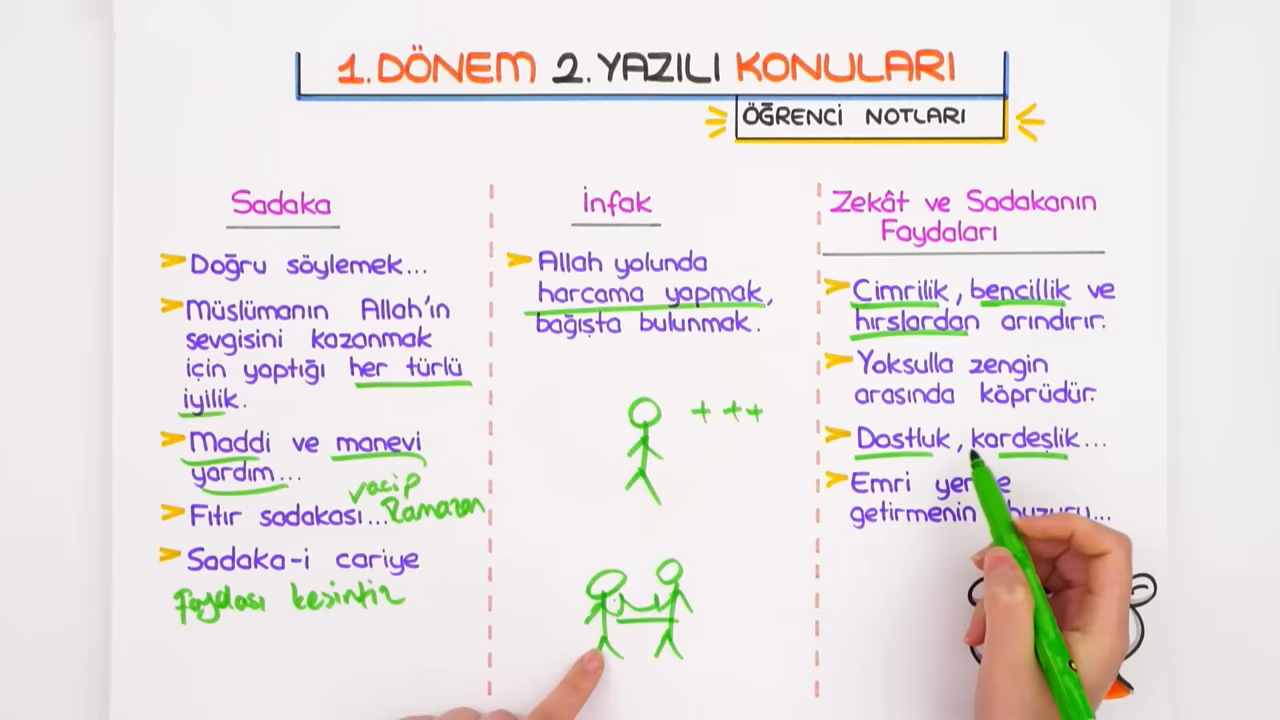 1. DÖNEM 2. YAZILI KONULARI
ÖĞRENCİ NOTLARI
Sadaka
Doğru söylemek...
Müslümanın Allah'ın
sevgisini kazanmak
için yaptığı her türlü
iyilik.
Maddi ve manevi
yardım...
vacip
Fıtır sadakası... Ramazan
Sadaka-i cariye
Faydası kesintiz
İnfak
Allah yolunda
harcama yapmak,
bağışta bulunmak.
+ + +
Zekât ve Sadakanın
Faydaları
Cimrilik, bencillik ve
hırslardan arındırır.
Yoksulla zengin
arasında köprüdür.
Dostluk, kardeşlik...
Emri
getirmenin